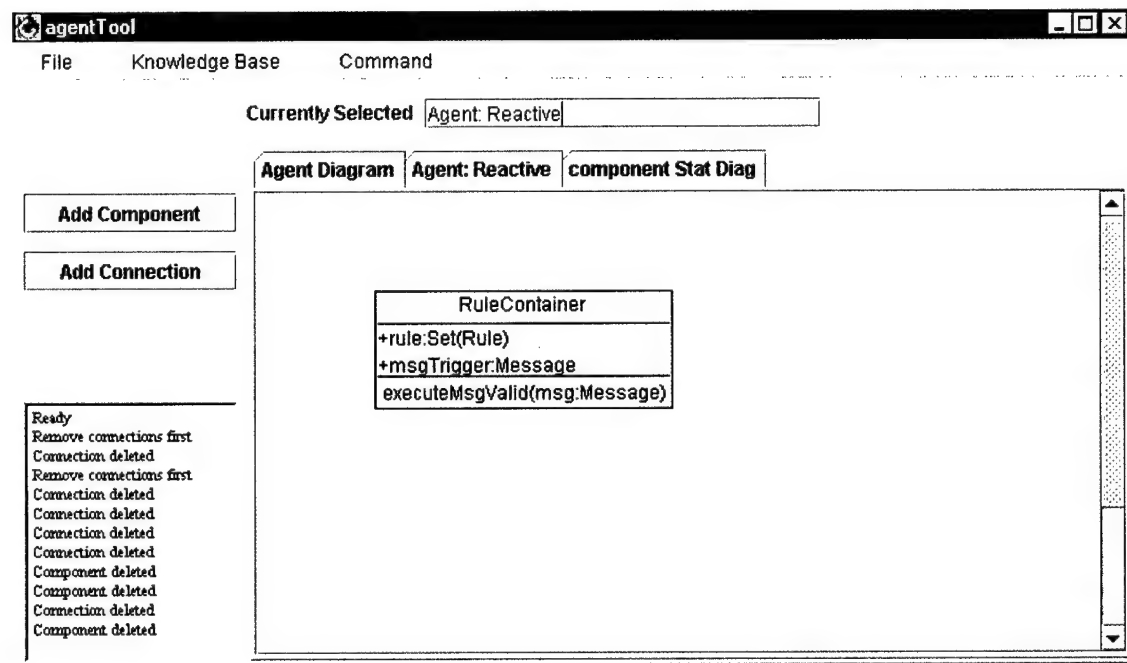 agentTool
File Knowledge Base Command
Currently Selected Agent: Reactive
Agent Diagram Agent: Reactive component Stat Diag
Add Component
Add Connection
RuleContainer
+rule:Set(Rule)
+msgTrigger:Message
executeMsgValid(msg:Message)
Ready
Remove connections first
Connection deleted
Remove connections first
Connection deleted
Connection deleted
Connection deleted
Connection deleted
Component deleted
Component deleted
Connection deleted
Component deleted